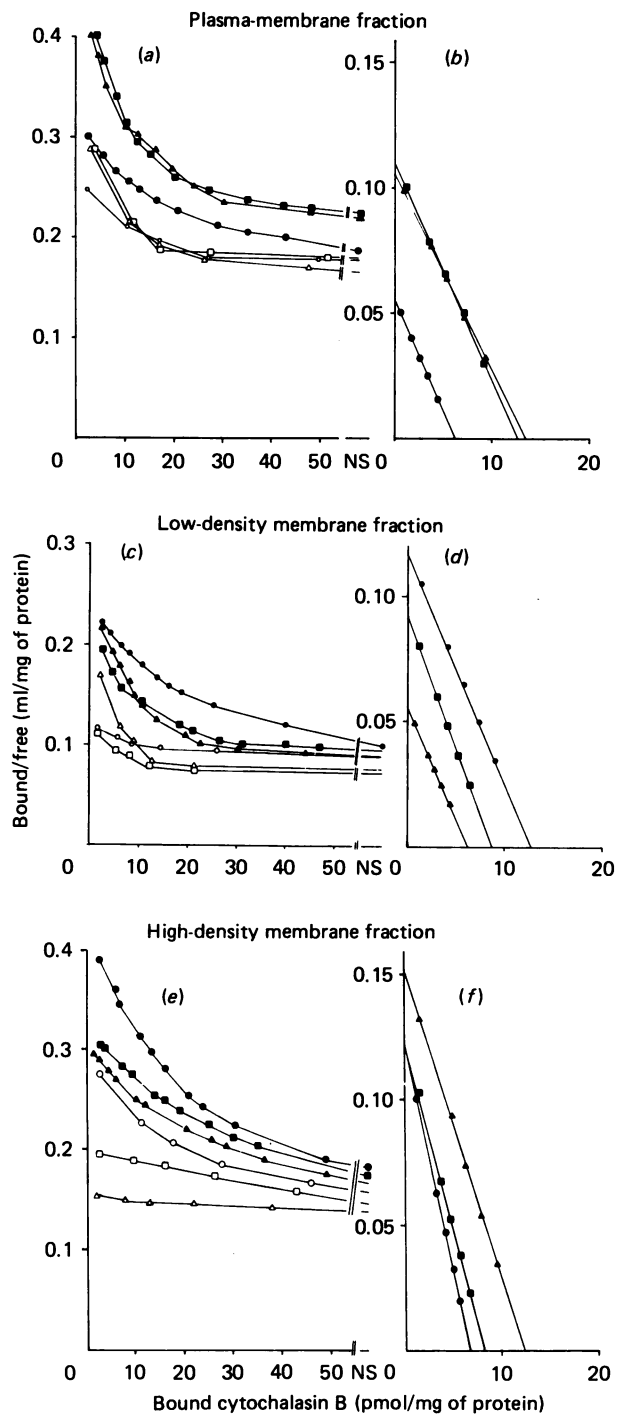 Plasma-membrane fraction
(a)
(b)
0.4
0.3
0.2
0.1
0 10 20 30 40 50 NS
0.15
0.10
0.05
0 10 20
Low-density membrane fraction
(c)
(d)
0.3
0.2
0.1
0 10 20 30 40 50 NS
0.10
0.05
0 10 20
High-density membrane fraction
(e)
(f)
0.4
0.3
0.2
0.1
0 10 20 30 40 50 NS
0.15
0.10
0.05
0 10 20
Bound/free (ml/mg of protein)
Bound cytochalasin B (pmol/mg of protein)